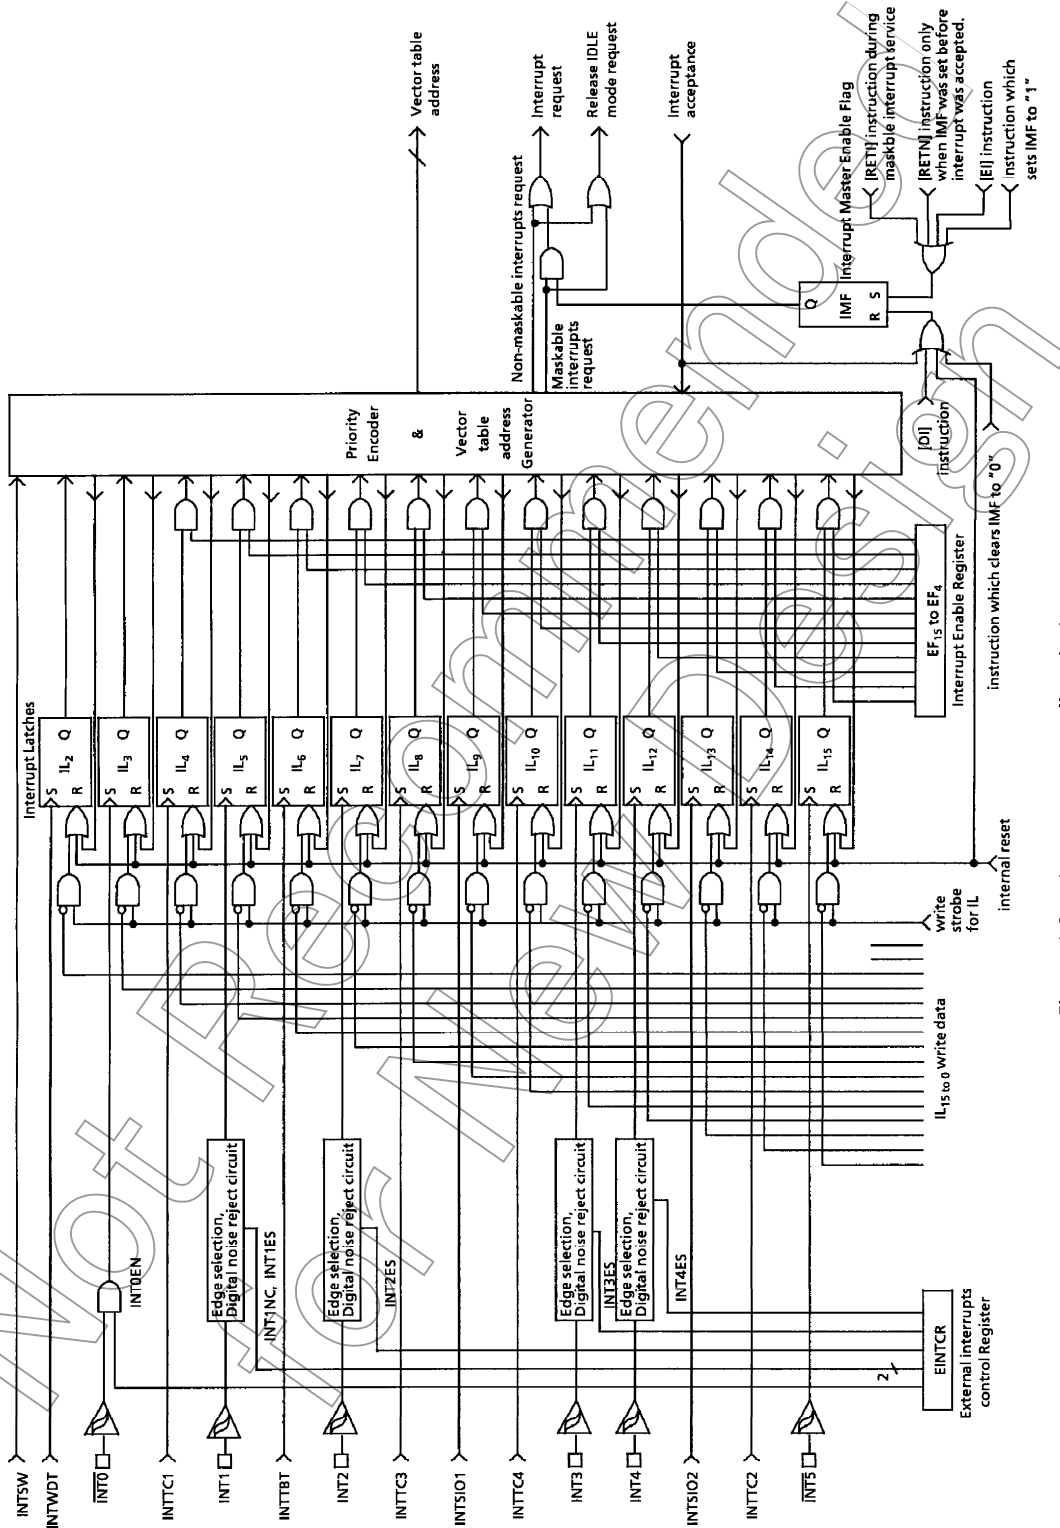 INTSW
INTWDT
INT0
INTTC1
INT1
INTTBT
INT2
INTTC3
INTSIO1
INTTC4
INT3
INT4
INTSIO2
INTTC2
INT5
INT0EN
Edge selection,
Digital noise reject circuit
INT1NC, INT1ES
Edge selection,
Digital noise reject circuit
INT2ES
Edge selection,
Digital noise reject circuit
INT3ES
Edge selection,
Digital noise reject circuit
INT4ES
2
EINTCR
External interrupts
control Register
IL15 to 0 write data
write
strobe
for IL
internal reset
Interrupt Latches
S IL2 Q R
S IL3 Q R
S IL4 Q R
S IL5 Q R
S IL6 Q R
S IL7 Q R
S IL8 Q R
S IL9 Q R
S IL10 Q R
S IL11 Q R
S IL12 Q R
S IL13 Q R
S IL14 Q R
S IL15 Q R
EF15 to EF4
Interrupt Enable Register
instruction which clears IMF to "0"
Priority
Encoder
&
Vector
table
address
Generator
[DI]
instruction
Non-maskable interrupts request
Maskable
interrupts
request
Q
IMF
R S
Interrupt Master Enable Flag
Vector table
address
Interrupt
request
Release IDLE
mode request
Interrupt
acceptance
[RETI] instruction during
maskble interrupt service
[RETN] instruction only
when IMF was set before
interrupt was accepted.
[EI] instruction
instruction which
sets IMF to "1"
Not Recommended
for New Design